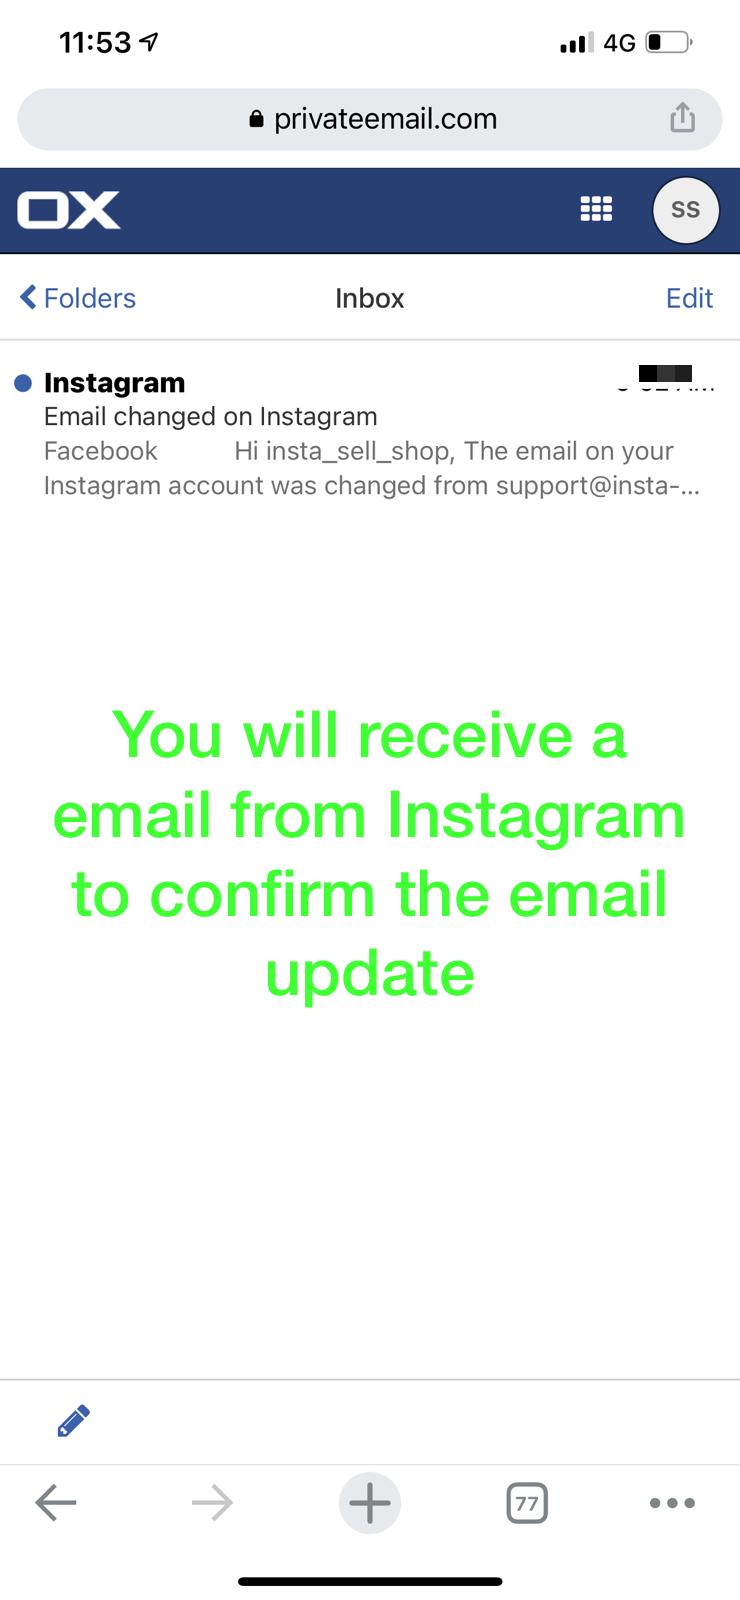 11:53
4G
privateemail.com
OX
SS
Folders
Inbox
Edit
Instagram
Email changed on Instagram
Facebook Hi insta_sell_shop, The email on your
Instagram account was changed from support@insta-...
You will receive a
email from Instagram
to confirm the email
update
77